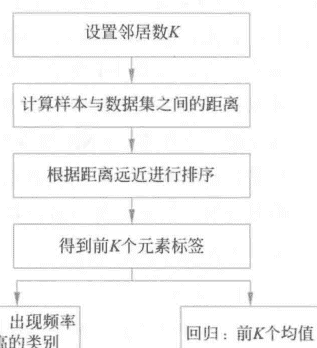 设置邻居数K
计算样本与数据集之间的距离
根据距离远近进行排序
得到前K个元素标签
出现频率
高的类别
回归：前K个均值